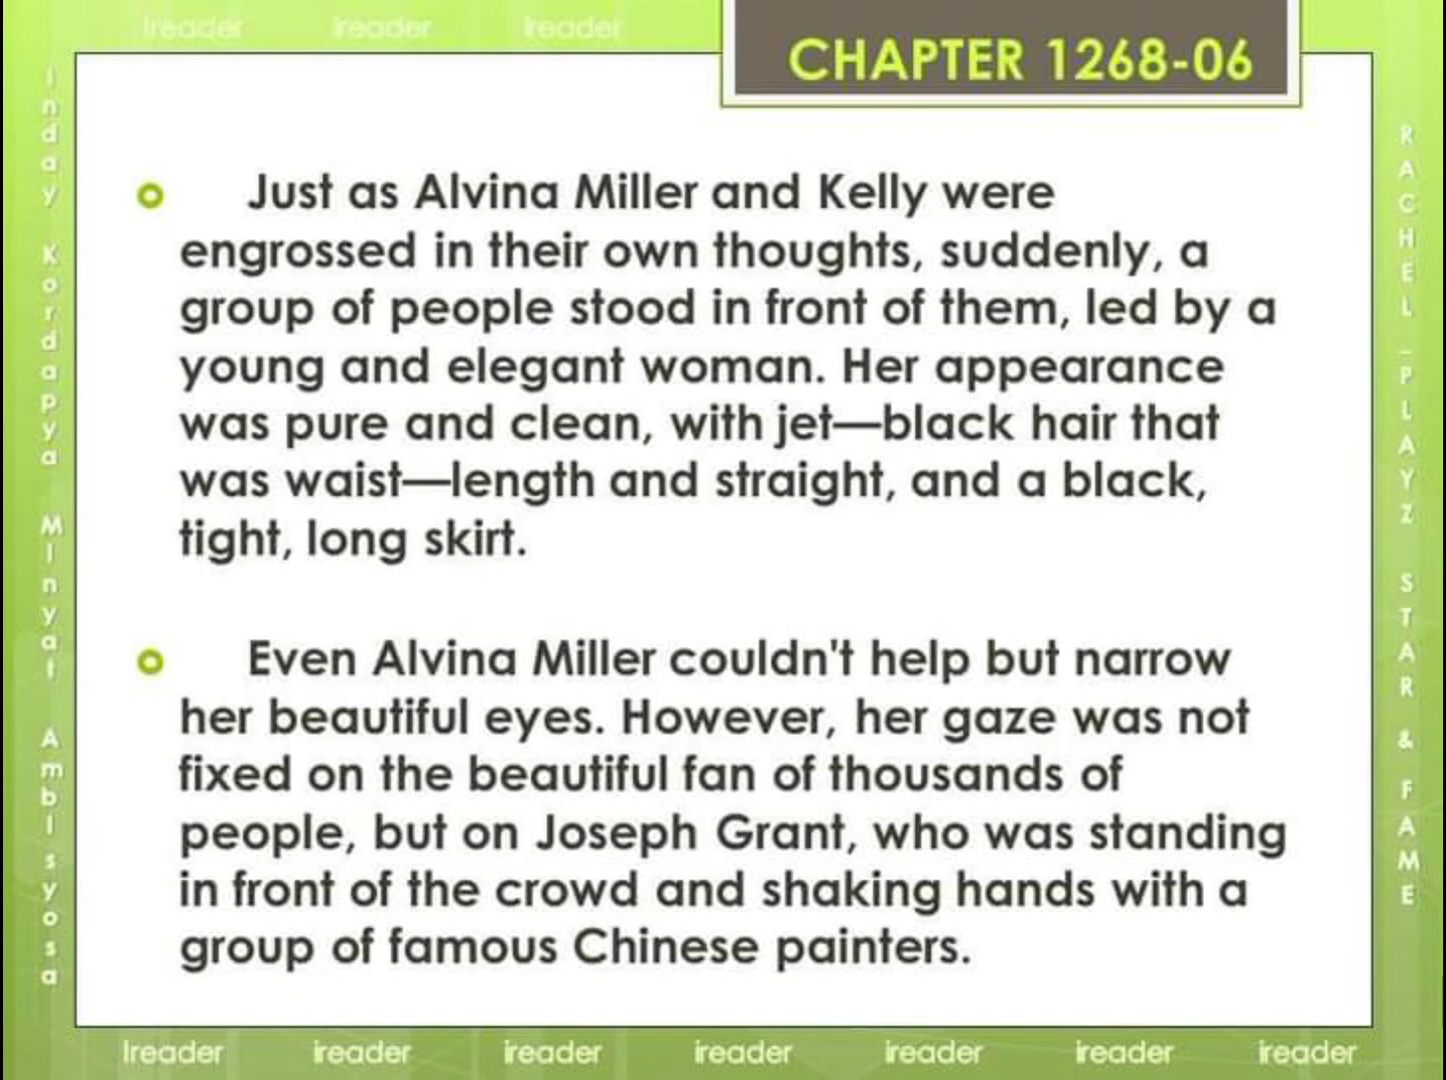 Ireader ireader ireader
CHAPTER 1268-06
Just as Alvina Miller and Kelly were
engrossed in their own thoughts, suddenly, a
group of people stood in front of them, led by a
young and elegant woman. Her appearance
was pure and clean, with jet—black hair that
was waist—length and straight, and a black,
tight, long skirt.
Even Alvina Miller couldn't help but narrow
her beautiful eyes. However, her gaze was not
fixed on the beautiful fan of thousands of
people, but on Joseph Grant, who was standing
in front of the crowd and shaking hands with a
group of famous Chinese painters.
Inday Kordapya Minyat Ambisyosa
RACHEL_PLAYZ STAR & FAME
Ireader ireader ireader ireader ireader ireader ireader